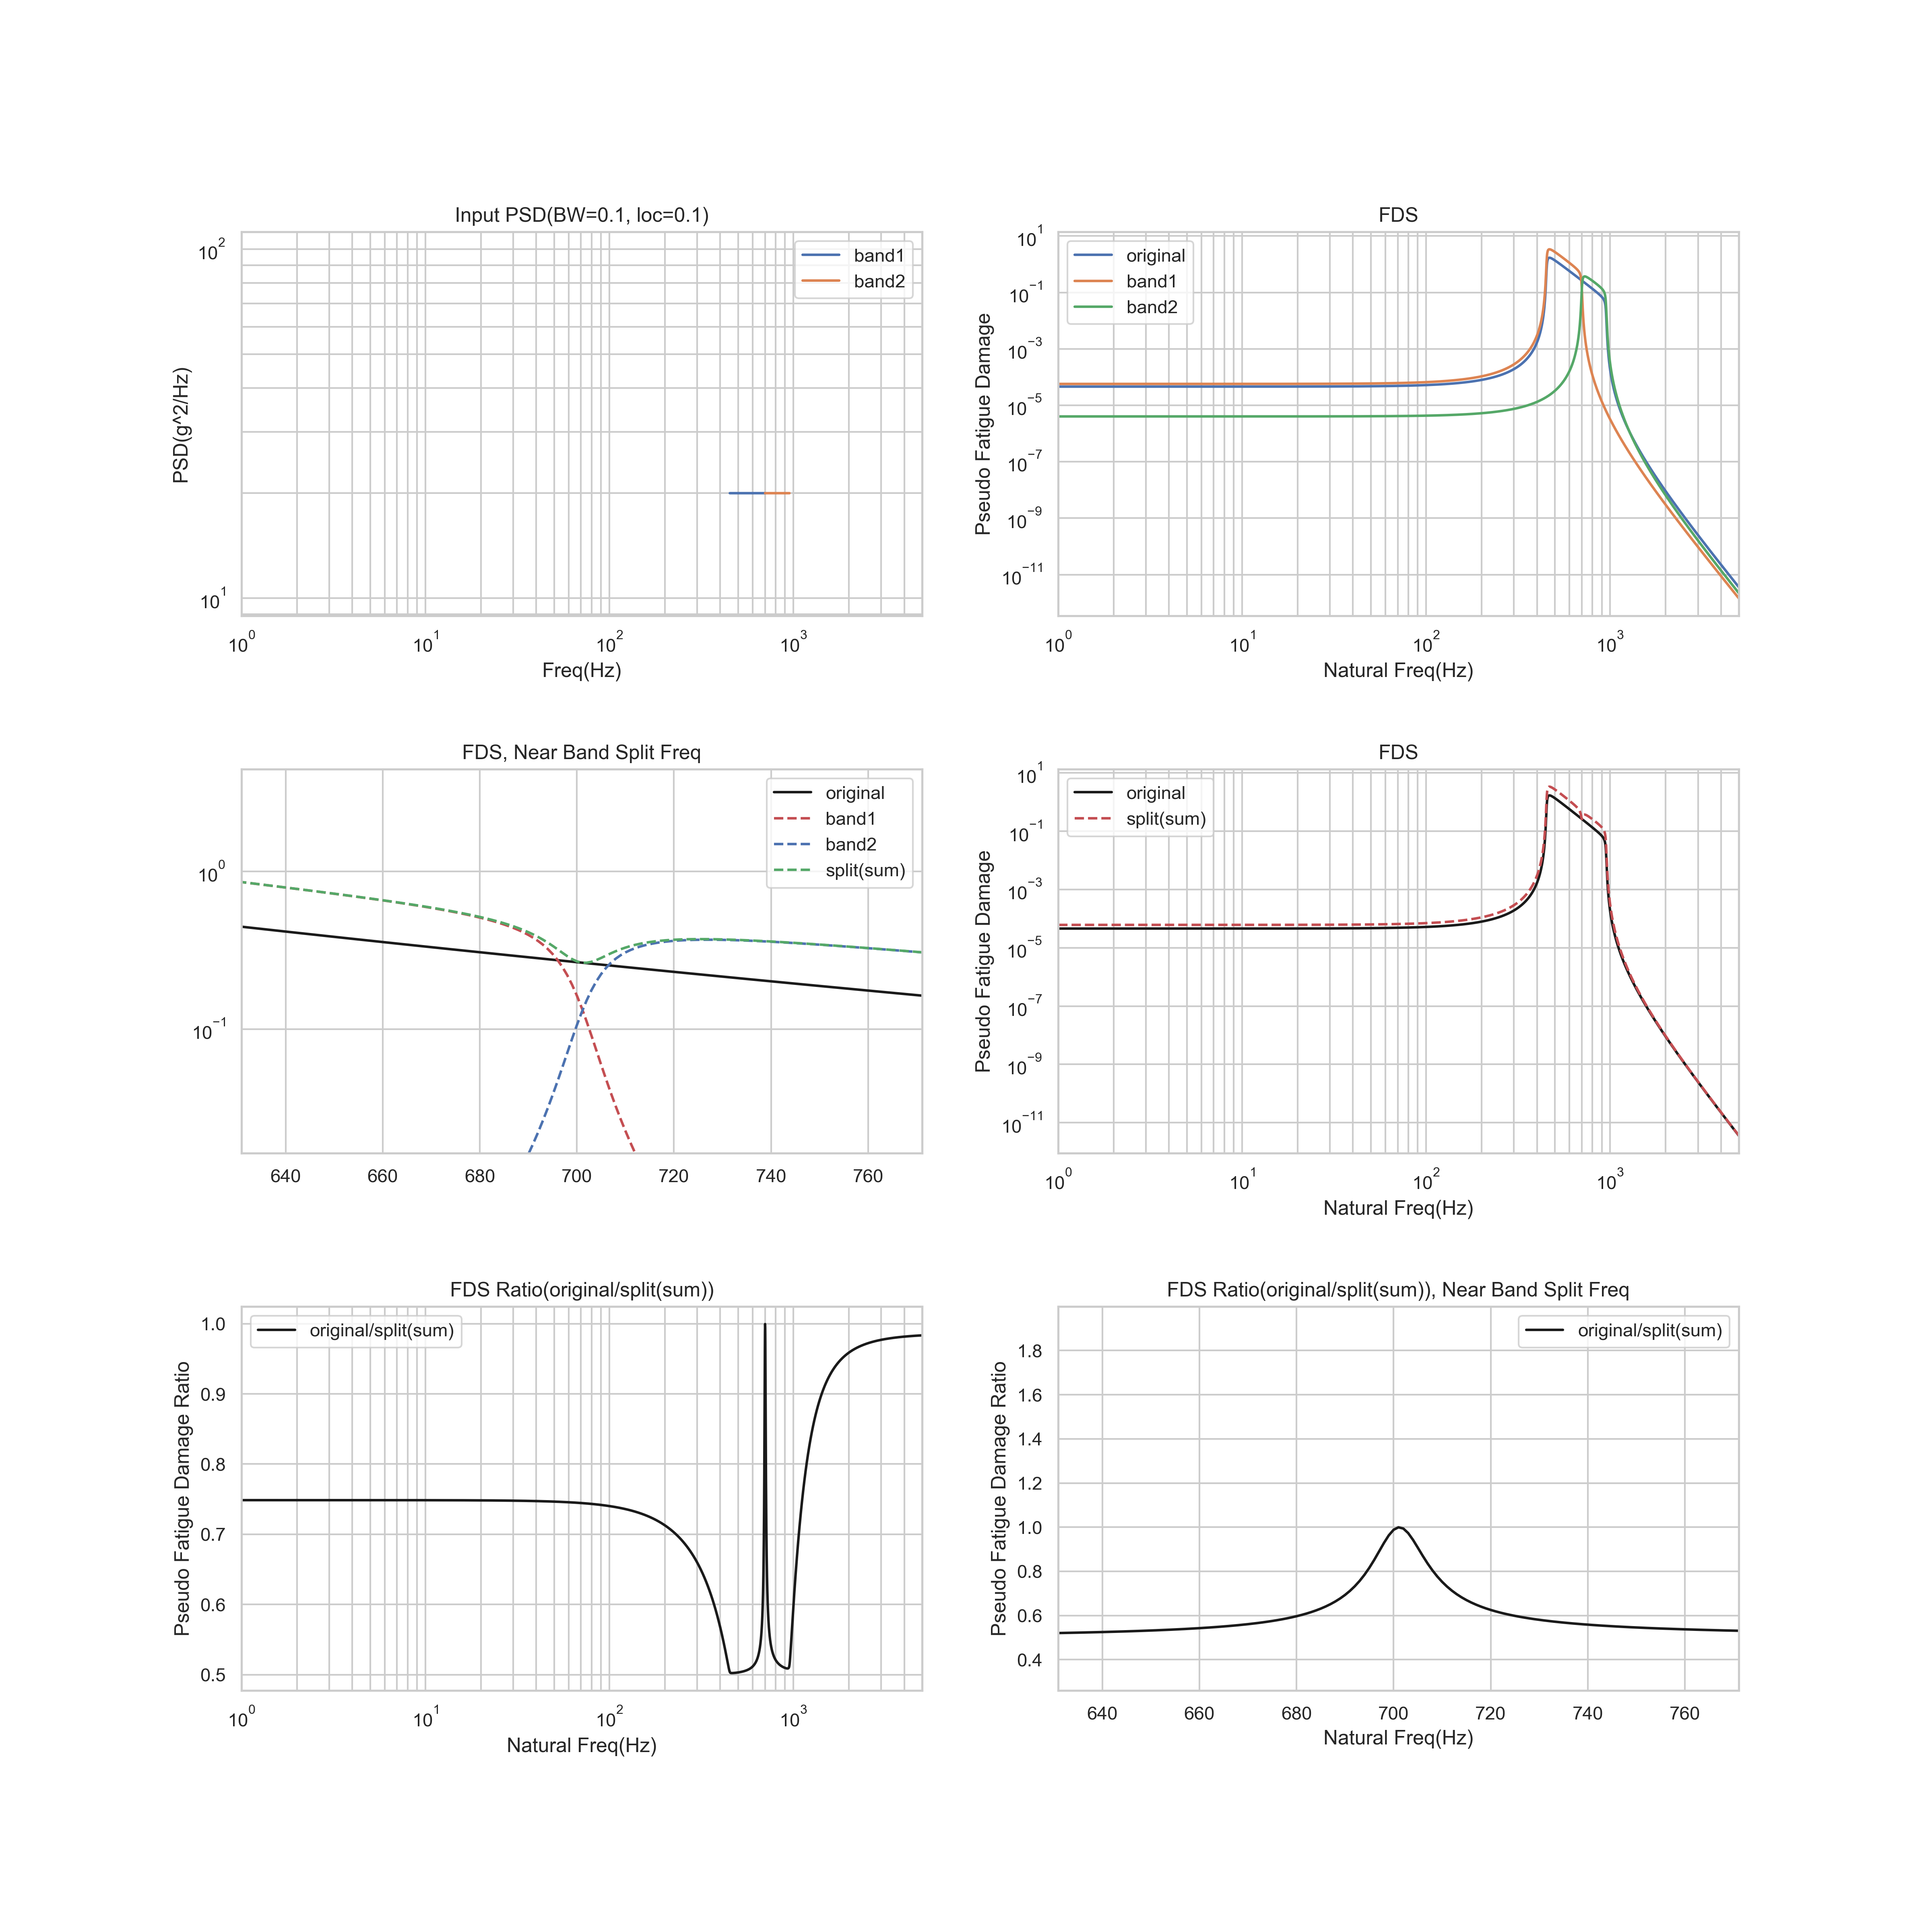 Input PSD(BW=0.1, loc=0.1)
band1
band2
10^2
10^1
PSD(g^2/Hz)
10^0 10^1 10^2 10^3
Freq(Hz)
FDS
original
band1
band2
10^1
10^-1
10^-3
10^-5
10^-7
10^-9
10^-11
Pseudo Fatigue Damage
10^0 10^1 10^2 10^3
Natural Freq(Hz)
FDS, Near Band Split Freq
original
band1
band2
split(sum)
10^0
10^-1
640 660 680 700 720 740 760
FDS
original
split(sum)
10^1
10^-1
10^-3
10^-5
10^-7
10^-9
10^-11
Pseudo Fatigue Damage
10^0 10^1 10^2 10^3
Natural Freq(Hz)
FDS Ratio(original/split(sum))
original/split(sum)
1.0
0.9
0.8
0.7
0.6
0.5
Pseudo Fatigue Damage Ratio
10^0 10^1 10^2 10^3
Natural Freq(Hz)
FDS Ratio(original/split(sum)), Near Band Split Freq
original/split(sum)
1.8
1.6
1.4
1.2
1.0
0.8
0.6
0.4
Pseudo Fatigue Damage Ratio
640 660 680 700 720 740 760
Natural Freq(Hz)